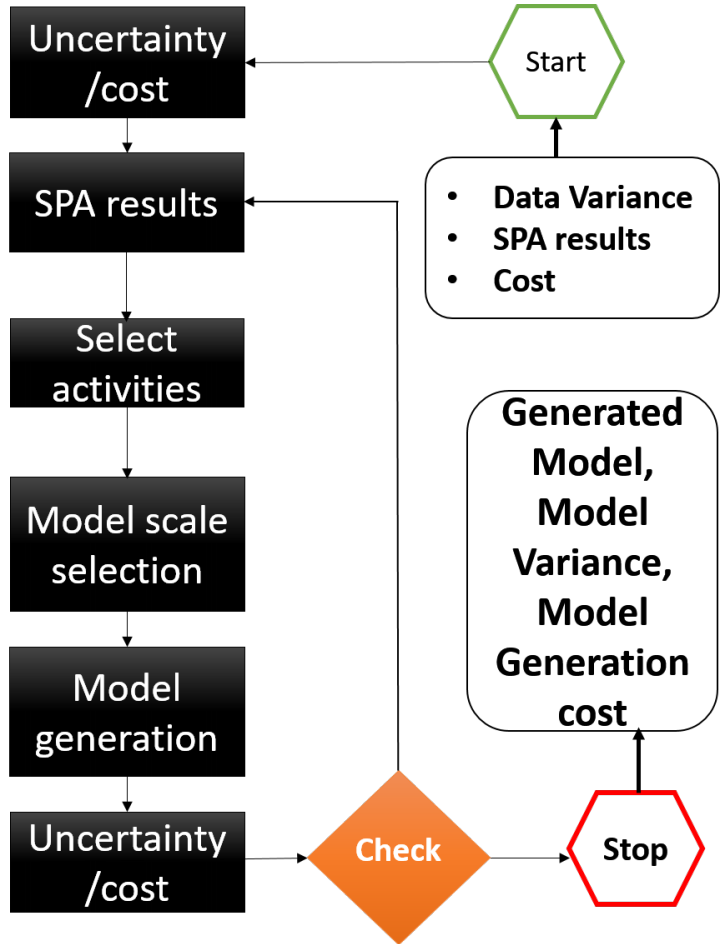 Start
• Data Variance
• SPA results
• Cost
Uncertainty
/cost
SPA results
Select
activities
Model scale
selection
Model
generation
Uncertainty
/cost
Check
Stop
Generated
Model,
Model
Variance,
Model
Generation
cost